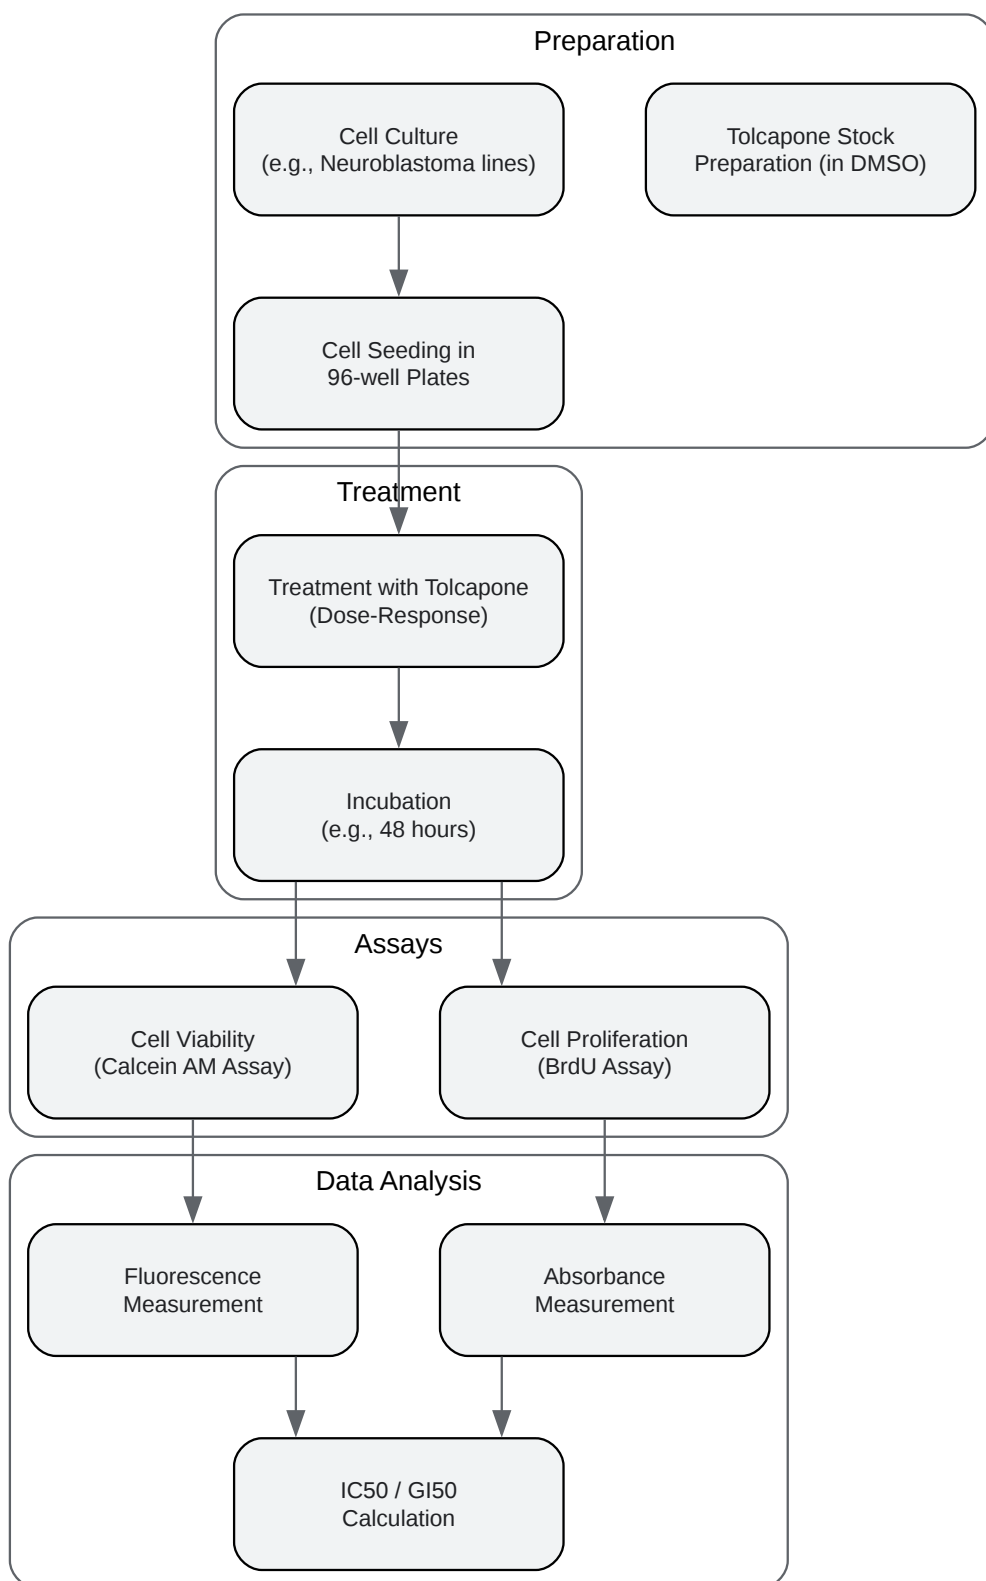 Preparation
Cell Culture
(e.g., Neuroblastoma lines)
Tolcapone Stock
Preparation (in DMSO)
Cell Seeding in
96-well Plates
Treatment
Treatment with Tolcapone
(Dose-Response)
Incubation
(e.g., 48 hours)
Assays
Cell Viability
(Calcein AM Assay)
Cell Proliferation
(BrdU Assay)
Data Analysis
Fluorescence
Measurement
Absorbance
Measurement
IC50 / GI50
Calculation